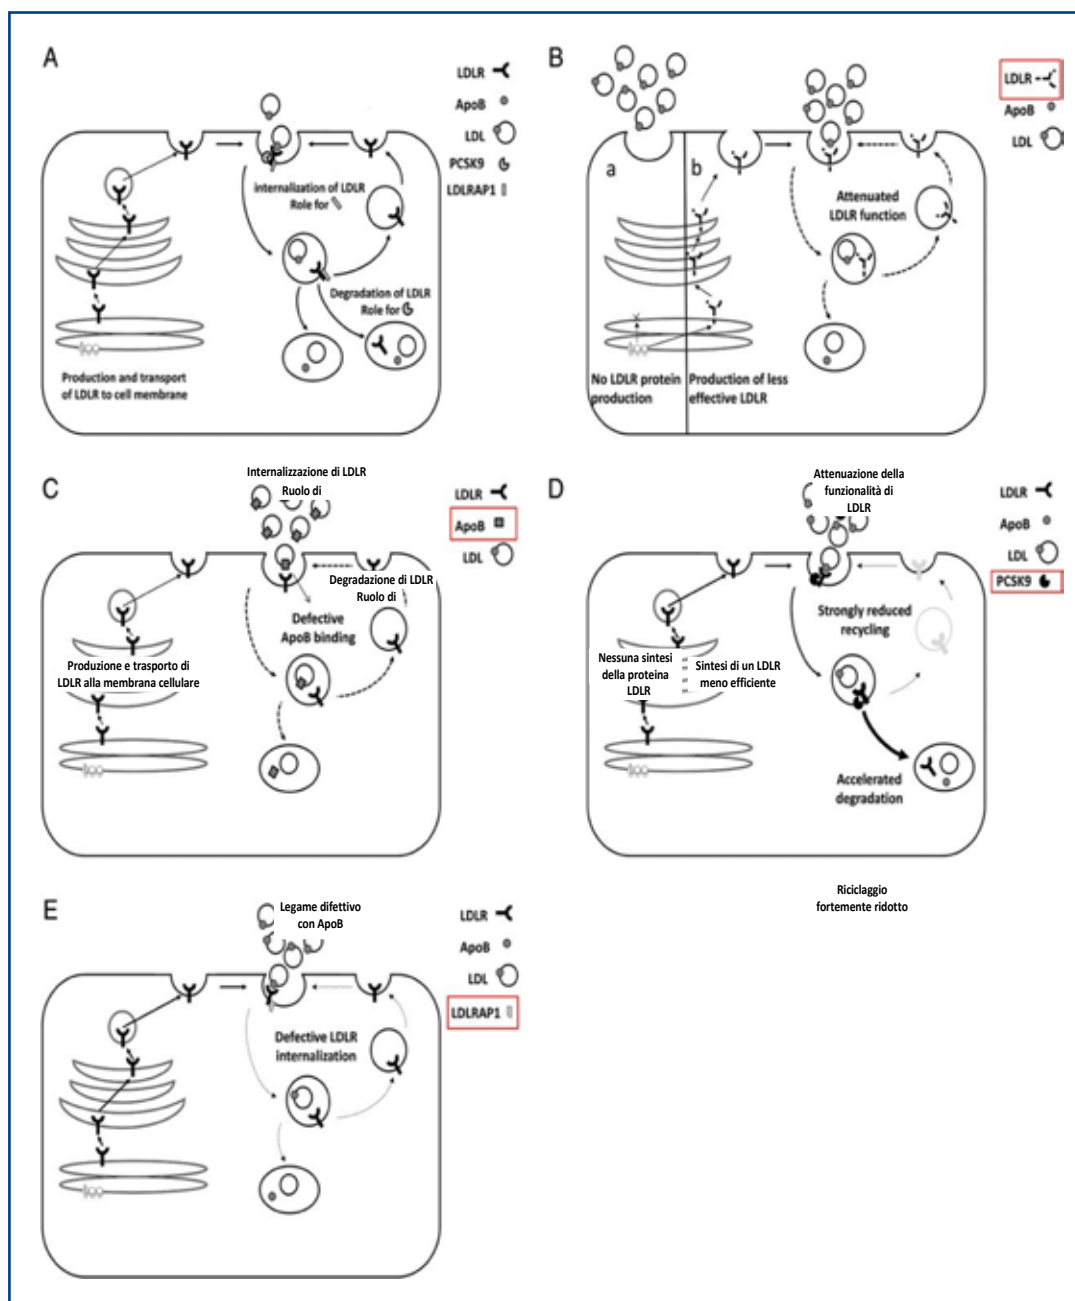 A
LDLR
ApoB
LDL
PCSK9
LDLRAP1
internalization of LDLR
Role for
Degradation of LDLR
Role for
Production and transport
of LDLR to cell membrane
B
LDLR
ApoB
LDL
a
b
Attenuated
LDLR function
No LDLR protein
production
Production of less
effective LDLR
C
Internalizzazione di LDLR
Ruolo di
LDLR
ApoB
LDL
Degradazione di LDLR
Ruolo di
Defective
ApoB binding
Produzione e trasporto di
LDLR alla membrana cellulare
D
Attenuazione della
funzionalità di
LDLR
LDLR
ApoB
LDL
PCSK9
Strongly reduced
recycling
Nessuna sintesi
della proteina
LDLR
Sintesi di un LDLR
meno efficiente
Accelerated
degradation
Riciclaggio
fortemente ridotto
E
Legame difettivo
con ApoB
LDLR
ApoB
LDL
LDLRAP1
Defective LDLR
internalization